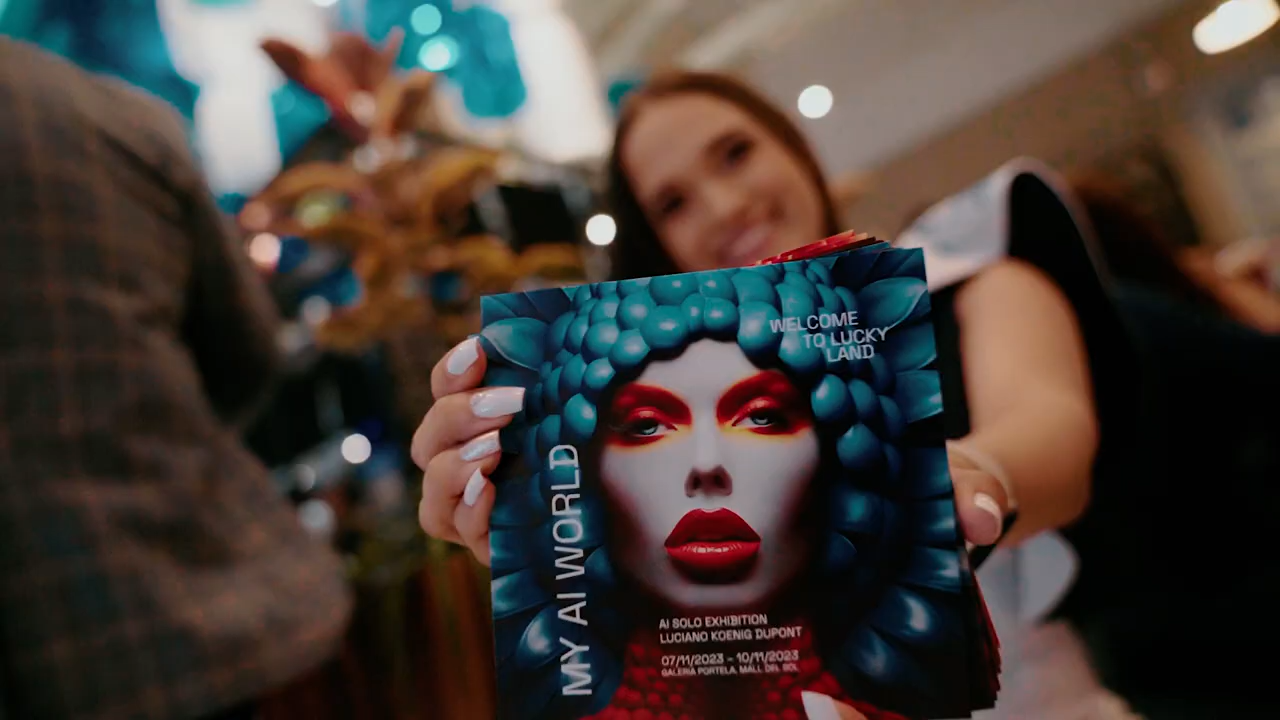 WELCOME
TO LUCKY
LAND
MY AI WORLD
AI SOLO EXHIBITION
LUCIANO KOENIG DUPONT
07/11/2023 - 10/11/2023
GALERIA PORTELA, MALL DEL SOL